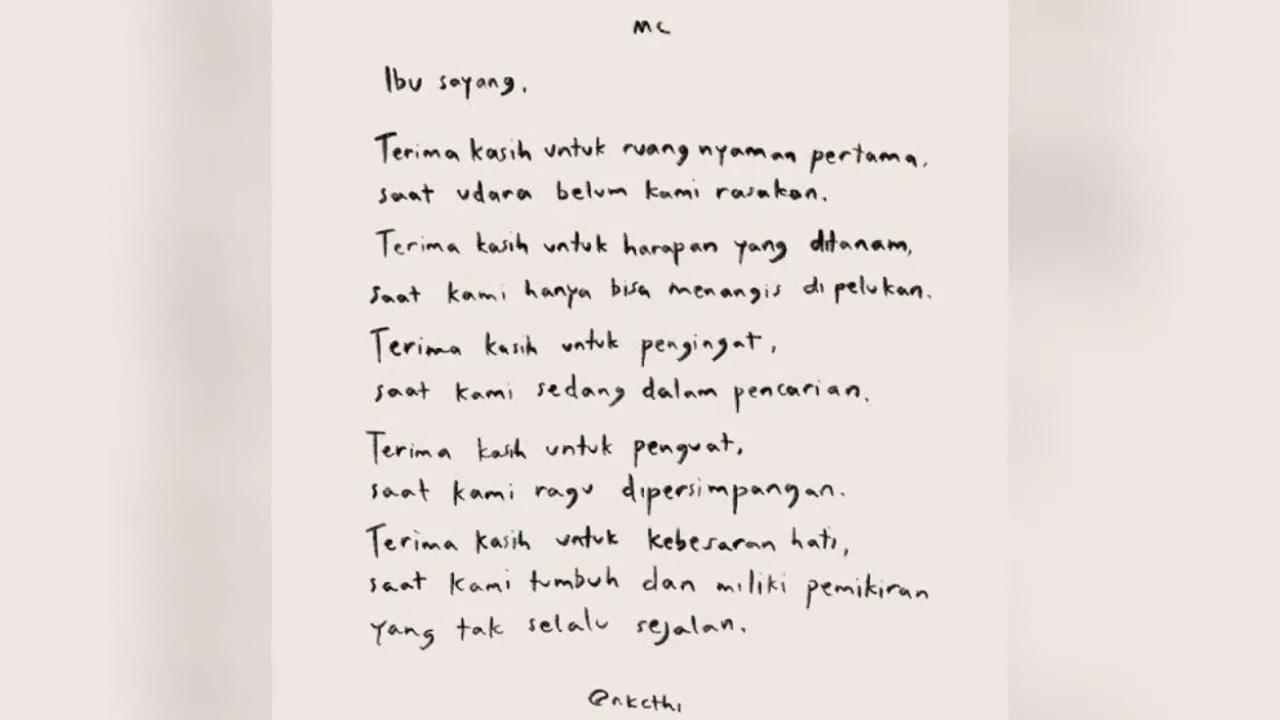 MC
Ibu sayang.
Terima kasih untuk ruang nyaman pertama,
saat udara belum kami rasakan.
Terima kasih untuk harapan yang ditanam,
saat kami hanya bisa menangis di pelukan.
Terima kasih untuk pengingat,
saat kami sedang dalam pencarian.
Terima kasih untuk penguat,
saat kami ragu dipersimpangan.
Terima kasih untuk kebesaran hati,
saat kami tumbuh dan miliki pemikiran
yang tak selalu sejalan.
@nkcthi